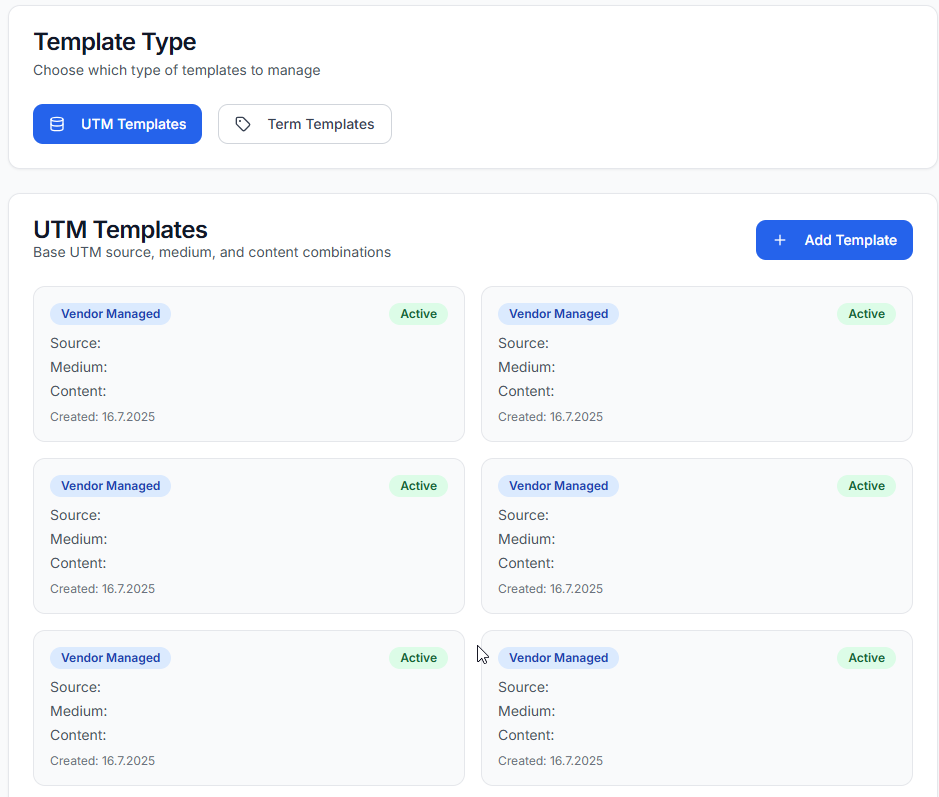 Template Type
Choose which type of templates to manage
UTM Templates
Term Templates
UTM Templates
Base UTM source, medium, and content combinations
Add Template
Vendor Managed
Active
Source:
Medium:
Content:
Created: 16.7.2025
Vendor Managed
Active
Source:
Medium:
Content:
Created: 16.7.2025
Vendor Managed
Active
Source:
Medium:
Content:
Created: 16.7.2025
Vendor Managed
Active
Source:
Medium:
Content:
Created: 16.7.2025
Vendor Managed
Active
Source:
Medium:
Content:
Created: 16.7.2025
Vendor Managed
Active
Source:
Medium:
Content:
Created: 16.7.2025